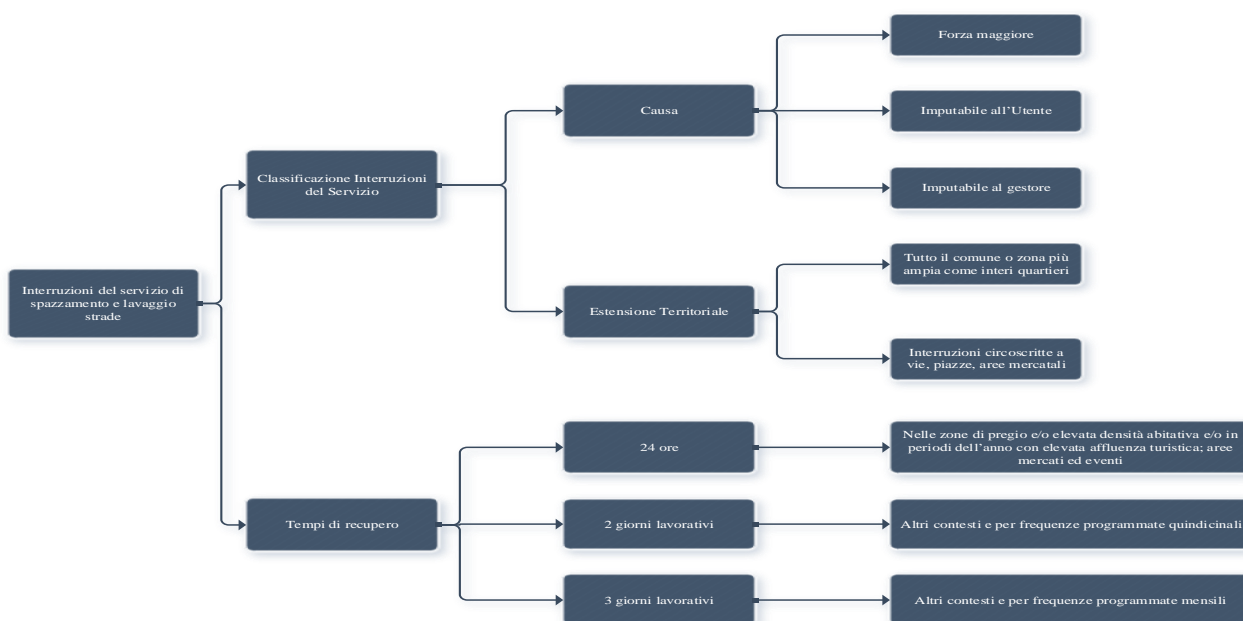 Interruzioni del servizio di
spazzamento e lavaggio
strade
Classificazione Interruzioni
del Servizio
Causa
Forza maggiore
Imputabile all'Utente
Imputabile al gestore
Estensione Territoriale
Tutto il comune o zona più
ampia come interi quartieri
Interruzioni circoscritte a
vie, piazze, aree mercatali
Tempi di recupero
24 ore
Nelle zone di pregio e/o elevata densità abitativa e/o in
periodi dell'anno con elevata affluenza turistica; aree
mercati ed eventi
2 giorni lavorativi
Altri contesti e per frequenze programmate quindicinali
3 giorni lavorativi
Altri contesti e per frequenze programmate mensili